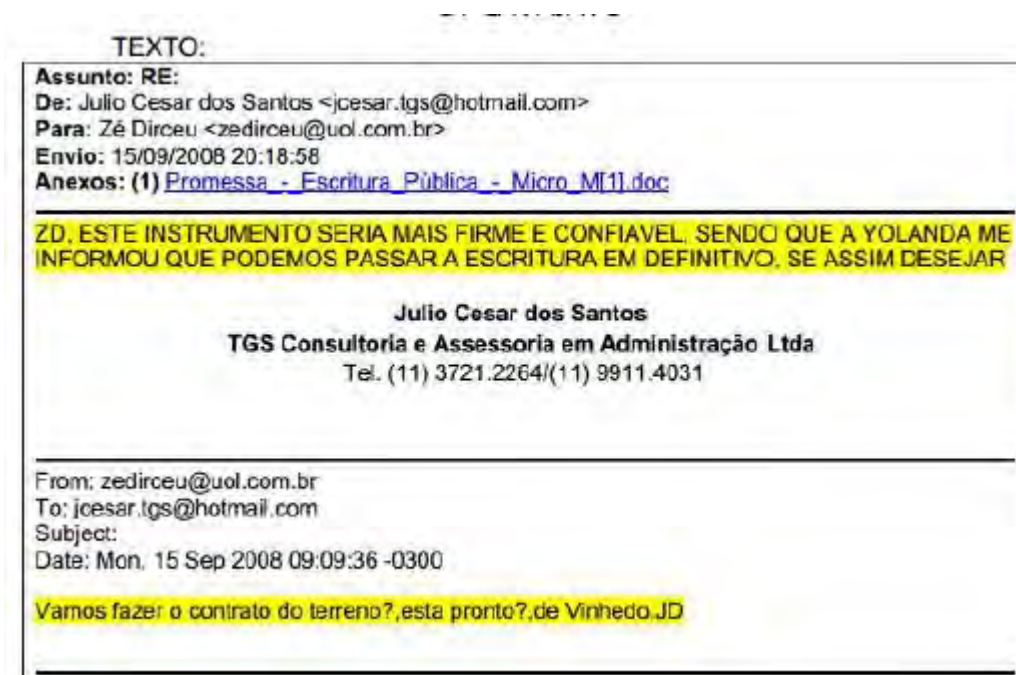 TEXTO:
Assunto: RE:
De: Julio Cesar dos Santos <jcesar.tgs@hotmail.com>
Para: Zé Dirceu <zedirceu@uol.com.br>
Envio: 15/09/2008 20:18:58
Anexos: (1) Promessa_-_Escritura_Pública_-_Micro_M[1].doc
ZD, ESTE INSTRUMENTO SERIA MAIS FIRME E CONFIAVEL, SENDO QUE A YOLANDA ME
INFORMOU QUE PODEMOS PASSAR A ESCRITURA EM DEFINITIVO, SE ASSIM DESEJAR
Julio Cesar dos Santos
TGS Consultoria e Assessoria em Administração Ltda
Tel. (11) 3721.2264/(11) 9911.4031
From: zedirceu@uol.com.br
To: jcesar.tgs@hotmail.com
Subject:
Date: Mon, 15 Sep 2008 09:09:36 -0300
Vamos fazer o contrato do terreno?,esta pronto?,de Vinhedo.JD